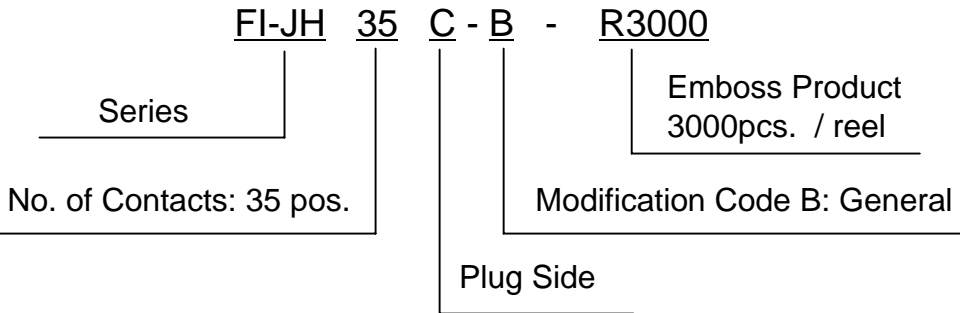 FI-JH 35 C - B - R3000
Emboss Product
Series
3000pcs. / reel
No. of Contacts: 35 pos.
Modification Code B: General
Plug Side